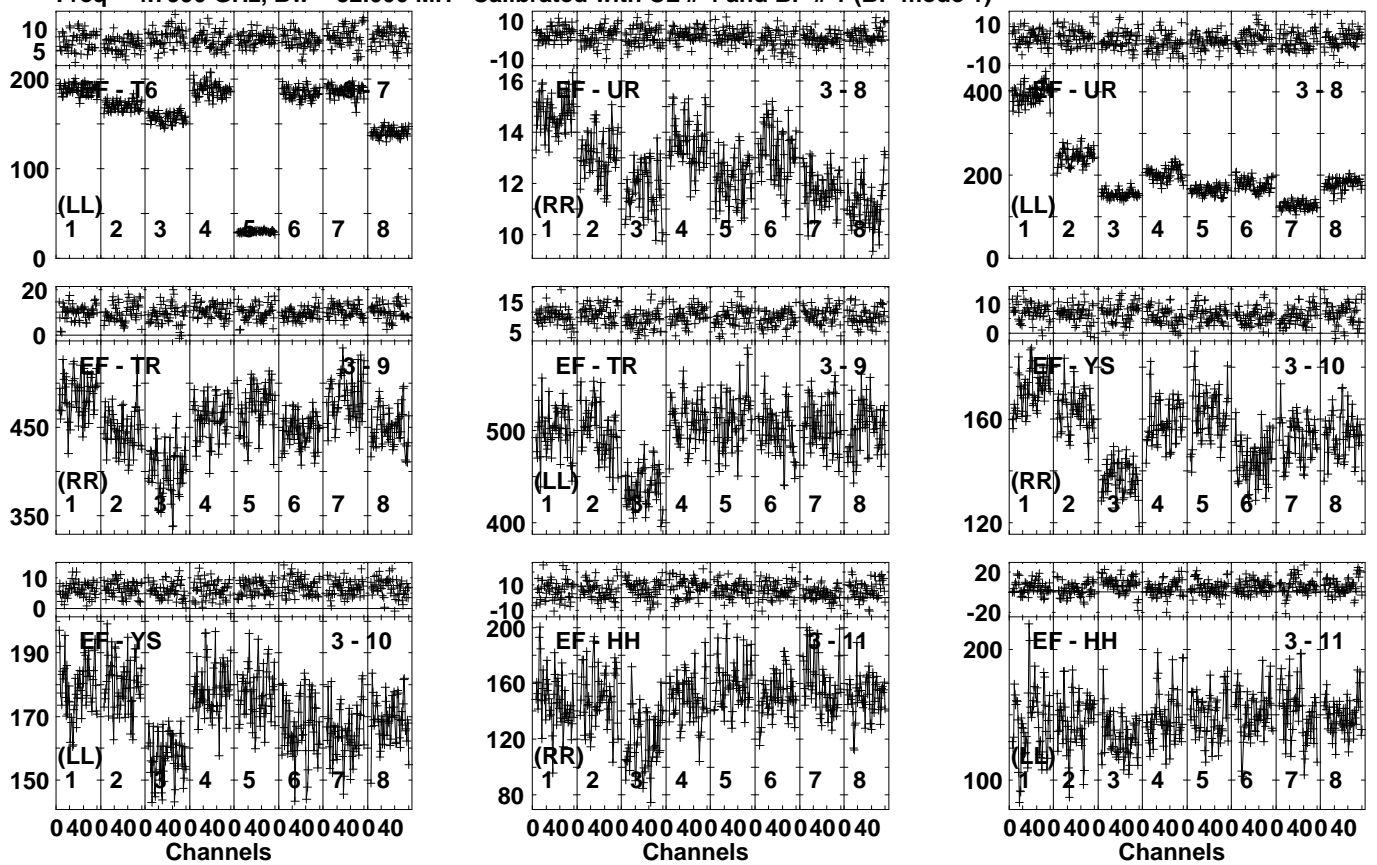 10 10 10
5 -10 -10
200 EF - T6 3 - 7 16 EF - UR 3 - 8 400 EF - UR 3 - 8
14
100 12 200
(LL) (RR) (LL)
1 2 3 4 5 6 7 8 10 1 2 3 4 5 6 7 8 1 2 3 4 5 6 7 8
0 0
20 15 10
0 5 0
EF - TR 3 - 9 EF - TR 3 - 9 EF - YS 3 - 10
450 500 160
(RR) (LL) (RR)
1 2 3 4 5 6 7 8 1 2 3 4 5 6 7 8 1 2 3 4 5 6 7 8
350 400 120
10 10 20
0 -10 -20
190 EF - YS 3 - 10 200 EF - HH 3 - 11 200 EF - HH 3 - 11
170 160
(LL) 120 (RR) (LL)
150 1 2 3 4 5 6 7 8 1 2 3 4 5 6 7 8 100 1 2 3 4 5 6 7 8
80
0 40 0 40 0 40 0 40 0 40 0 40 0 40 0 40 0 40 0 40 0 40 0 40 0 40 0 40 0 40 0 40 0 40 0 40 0 40 0 40 0 40 0 40 0 40 0 40
Channels Channels Channels